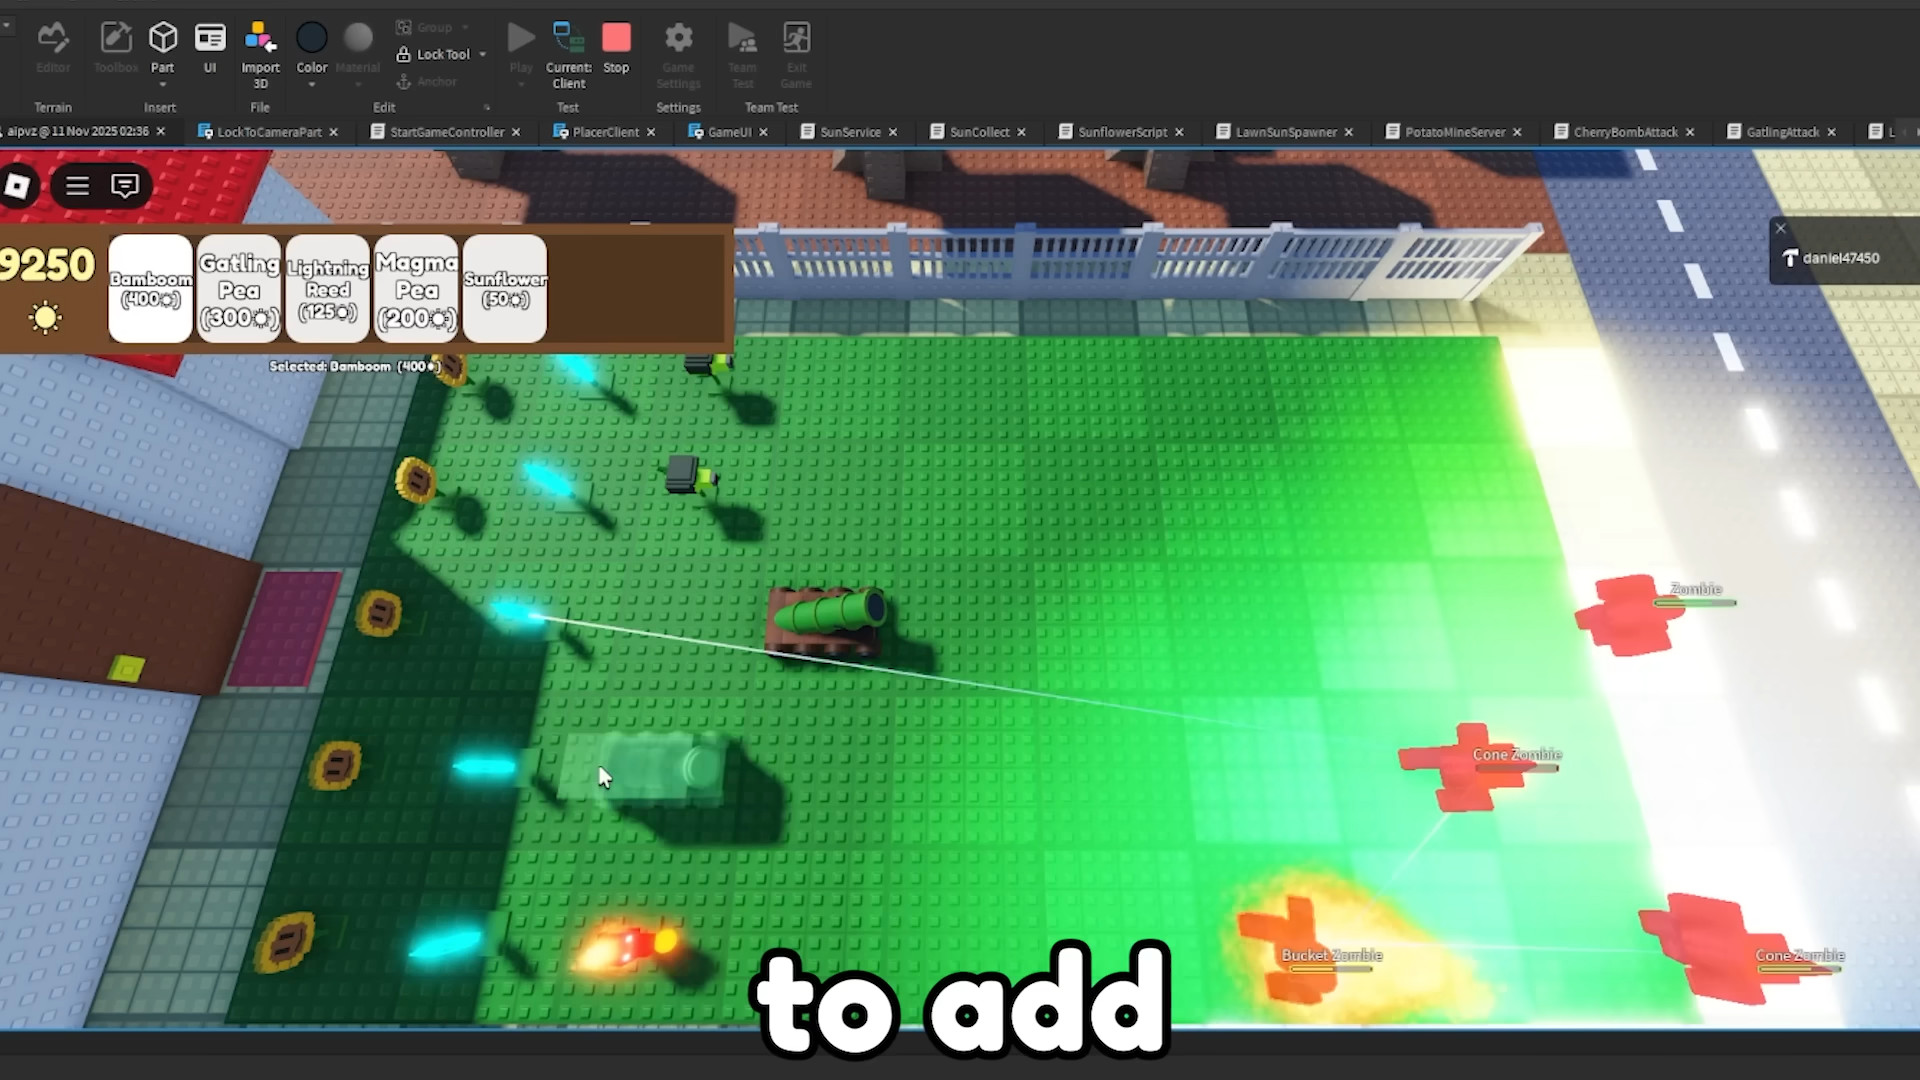 Group
Lock Tool
Anchor
Editor
Toolbox
Part
UI
Import
3D
Color
Material
Play
Current:
Client
Stop
Game
Settings
Team
Test
Exit
Game
Terrain
Insert
File
Edit
Test
Settings
Team Test
aipvz @ 11 Nov 2025 02:36
LockToCameraPart
StartGameController
PlacerClient
GameUI
SunService
SunCollect
SunflowerScript
LawnSunSpawner
PotatoMineServer
CherryBombAttack
GatlingAttack
L
9250
Bamboom
(400☀)
Gatling
Pea
(300☀)
Lightning
Reed
(125☀)
Magma
Pea
(200☀)
Sunflower
(50☀)
daniel47450
Selected: Bamboom (400☀)
Zombie
Cone Zombie
Bucket Zombie
Cone Zombie
to add